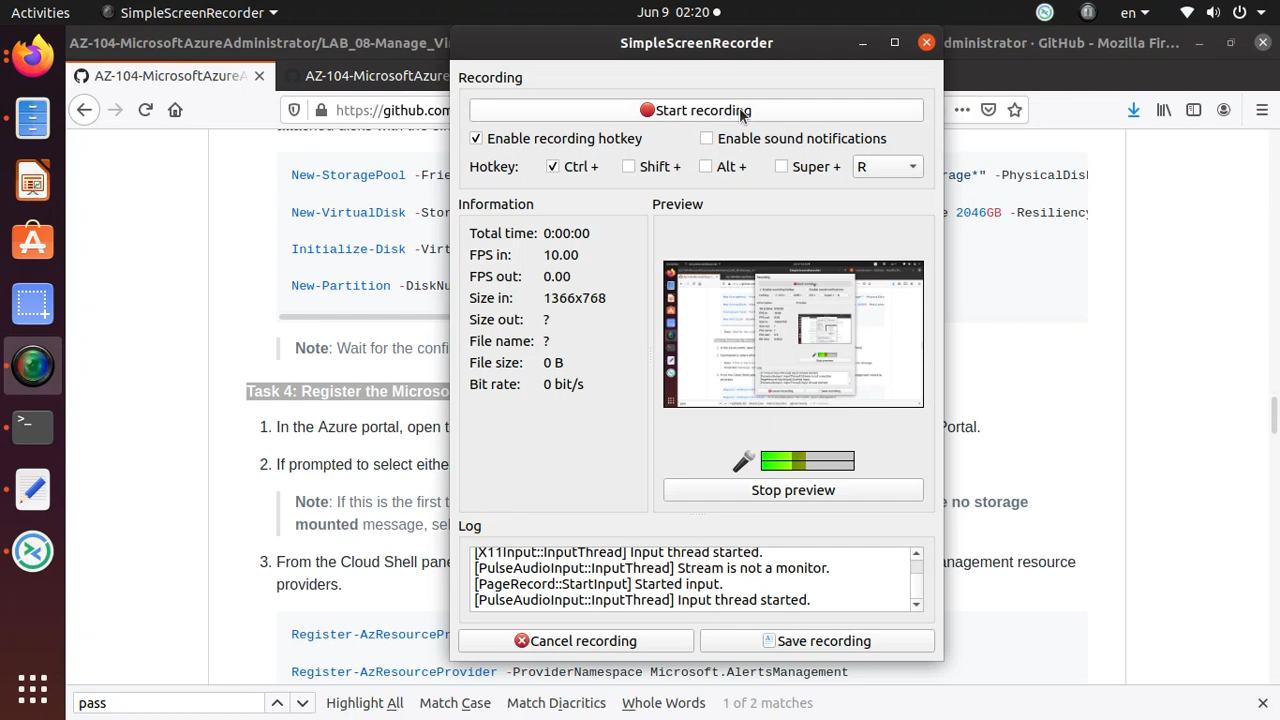 Activities
SimpleScreenRecorder
Jun 9 02:20
en
AZ-104-MicrosoftAzureAdministrator/LAB_08-Manage_Vi
SimpleScreenRecorder
dministrator · GitHub - Mozilla Fir...
AZ-104-MicrosoftAzureA
AZ-104-MicrosoftAzureA
https://github.com
Recording
Start recording
Enable recording hotkey
Enable sound notifications
Hotkey:
Ctrl +
Shift +
Alt +
Super +
R
New-StoragePool -Frie
rage*" -PhysicalDisk
New-VirtualDisk -Stor
e 2046GB -Resiliency
Initialize-Disk -Virt
New-Partition -DiskNu
Information
Total time: 0:00:00
FPS in: 10.00
FPS out: 0.00
Size in: 1366x768
Size out: ?
File name: ?
File size: 0 B
Bit rate: 0 bit/s
Preview
Stop preview
Note: Wait for the confi
Task 4: Register the Microso
1. In the Azure portal, open t
Portal.
2. If prompted to select eithe
Note: If this is the first t
e no storage
mounted message, sel
3. From the Cloud Shell pane
anagement resource
providers.
Log
[X11Input::InputThread] Input thread started.
[PulseAudioInput::InputThread] Stream is not a monitor.
[PageRecord::StartInput] Started input.
[PulseAudioInput::InputThread] Input thread started.
Cancel recording
Save recording
Register-AzResourcePr
Register-AzResourceProvider -ProviderNamespace Microsoft.AlertsManagement
pass
Highlight All
Match Case
Match Diacritics
Whole Words
1 of 2 matches